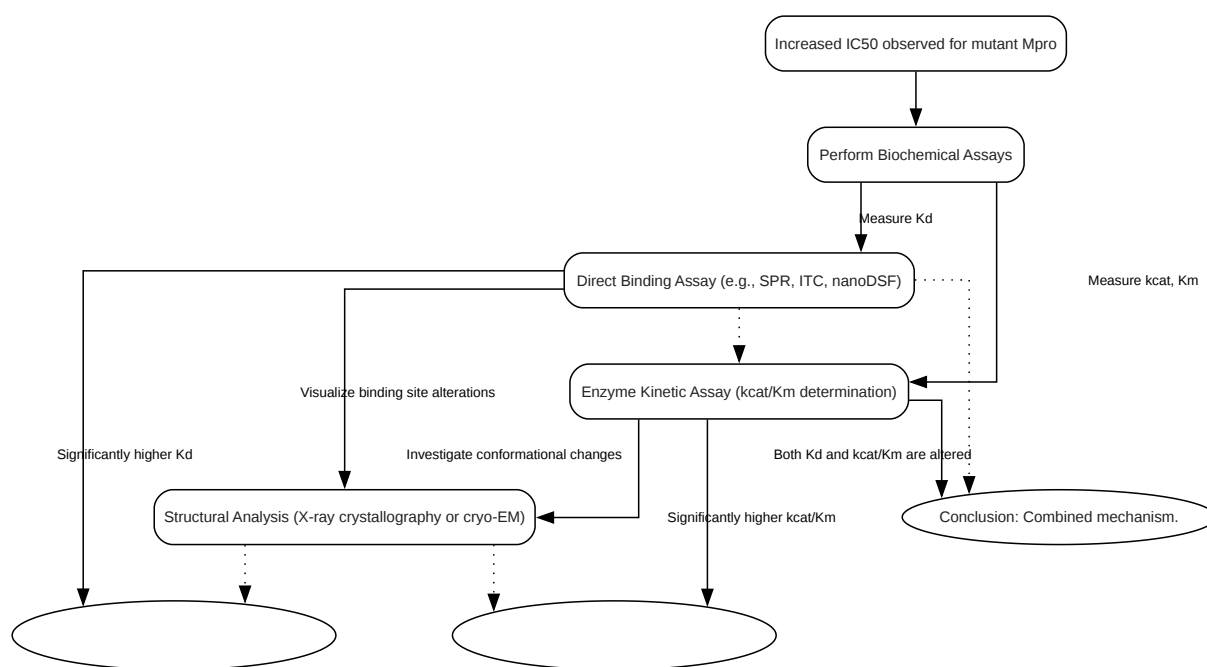 Increased IC50 observed for mutant Mpro
Perform Biochemical Assays
Measure Kd
Direct Binding Assay (e.g., SPR, ITC, nanoDSF)
Measure kcat, Km
Enzyme Kinetic Assay (kcat/Km determination)
Visualize binding site alterations
Significantly higher Kd
Investigate conformational changes
Both Kd and kcat/Km are altered
Structural Analysis (X-ray crystallography or cryo-EM)
Significantly higher kcat/Km
Conclusion: Combined mechanism.